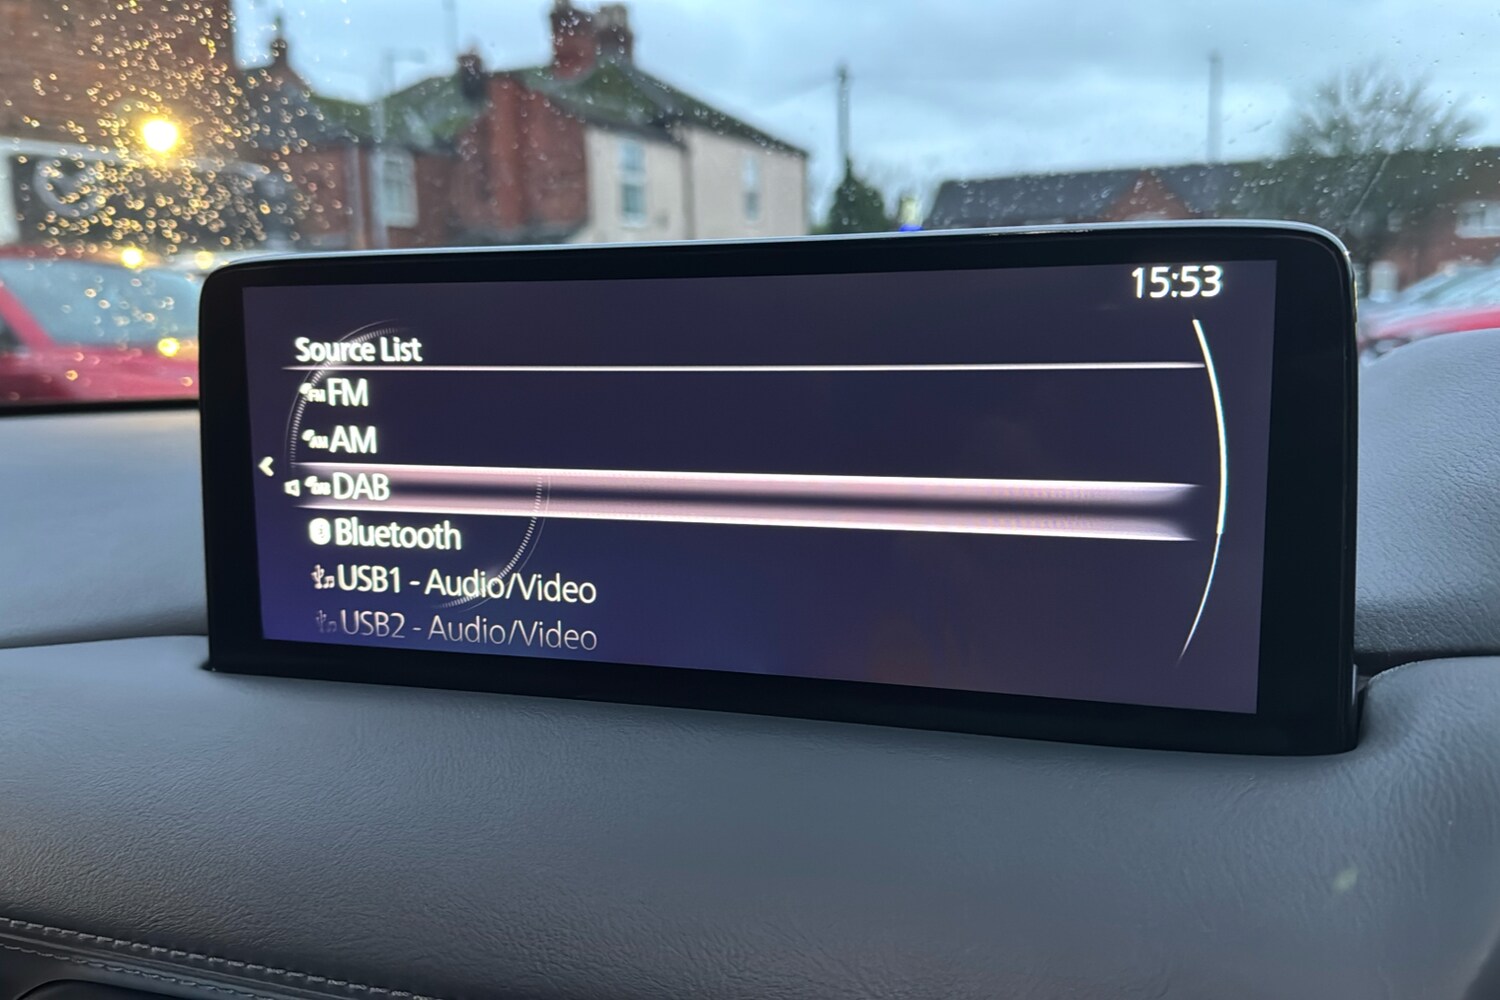 15:53
Source List
FM
AM
DAB
Bluetooth
USB1 - Audio/Video
USB2 - Audio/Video